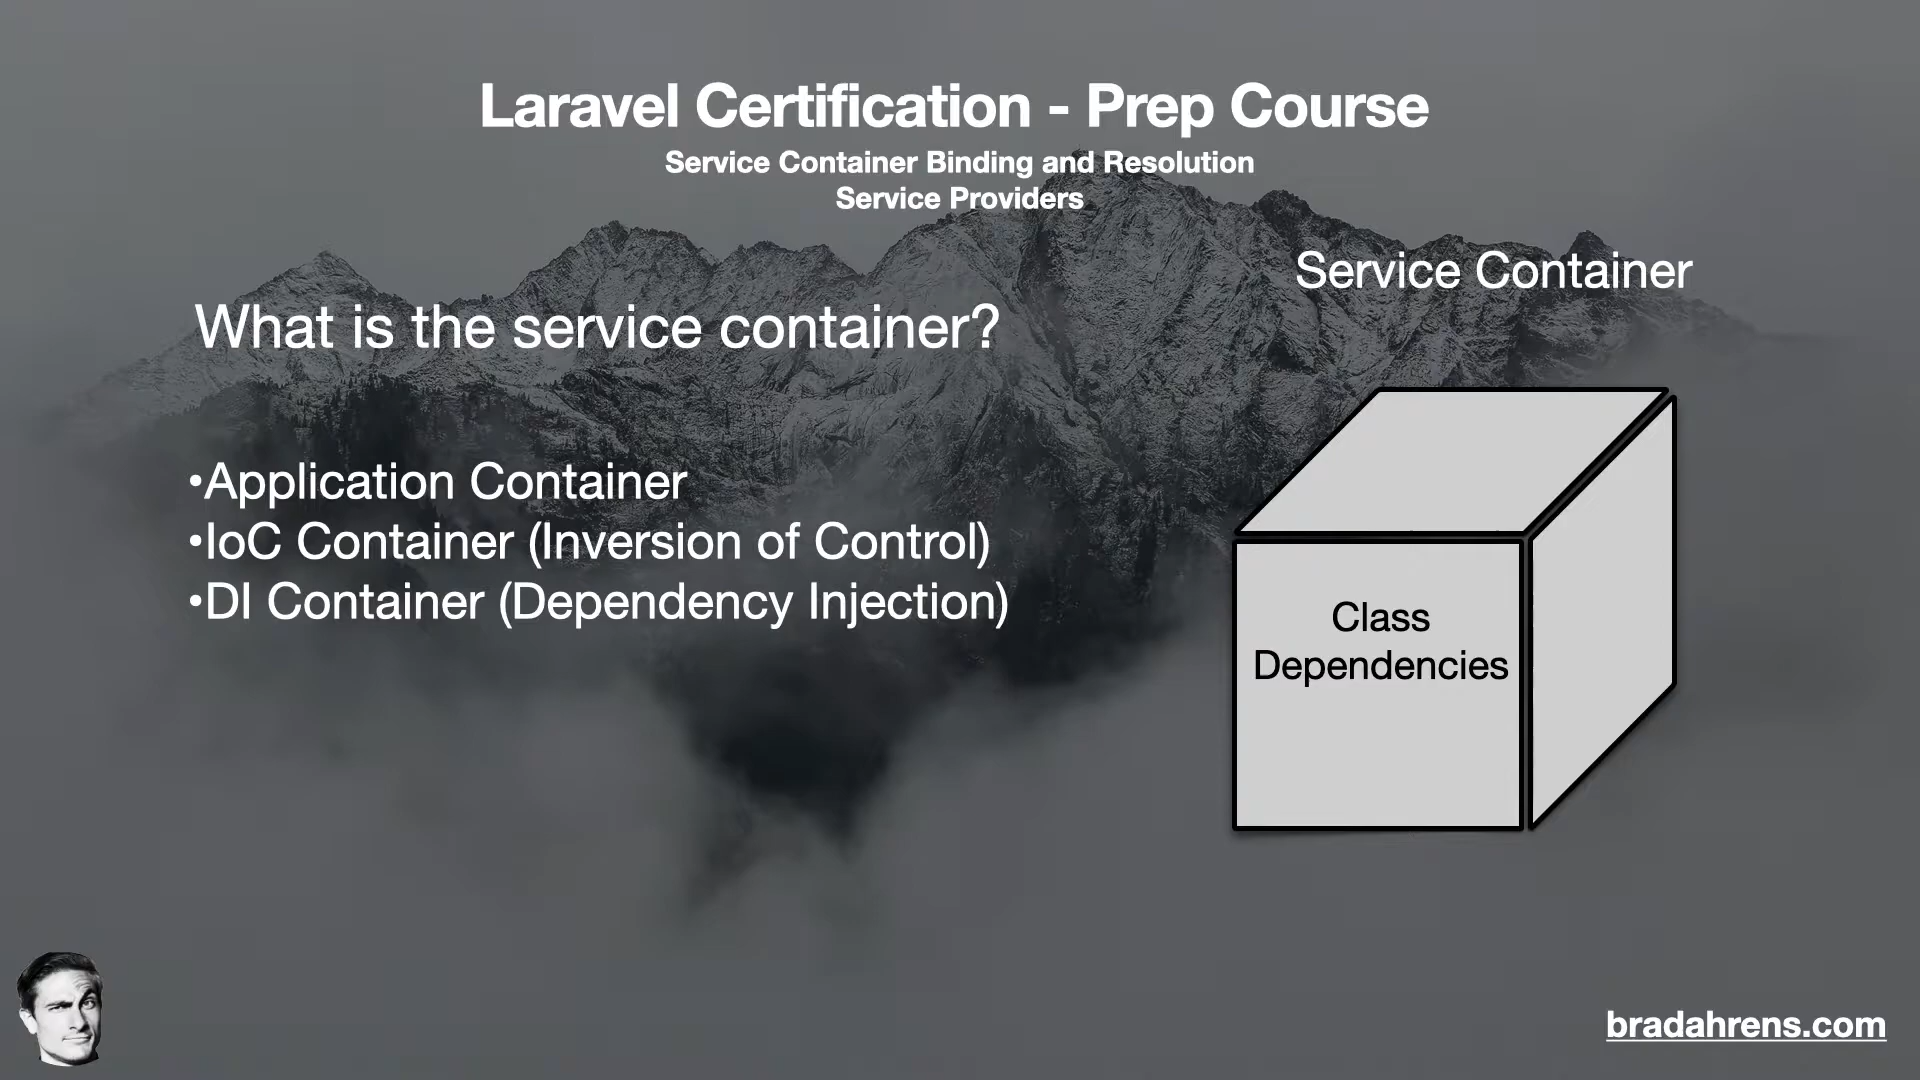 Laravel Certification - Prep Course
Service Container Binding and Resolution
Service Providers
What is the service container?
•Application Container
•IoC Container (Inversion of Control)
•DI Container (Dependency Injection)
Service Container
Class
Dependencies
bradahrens.com